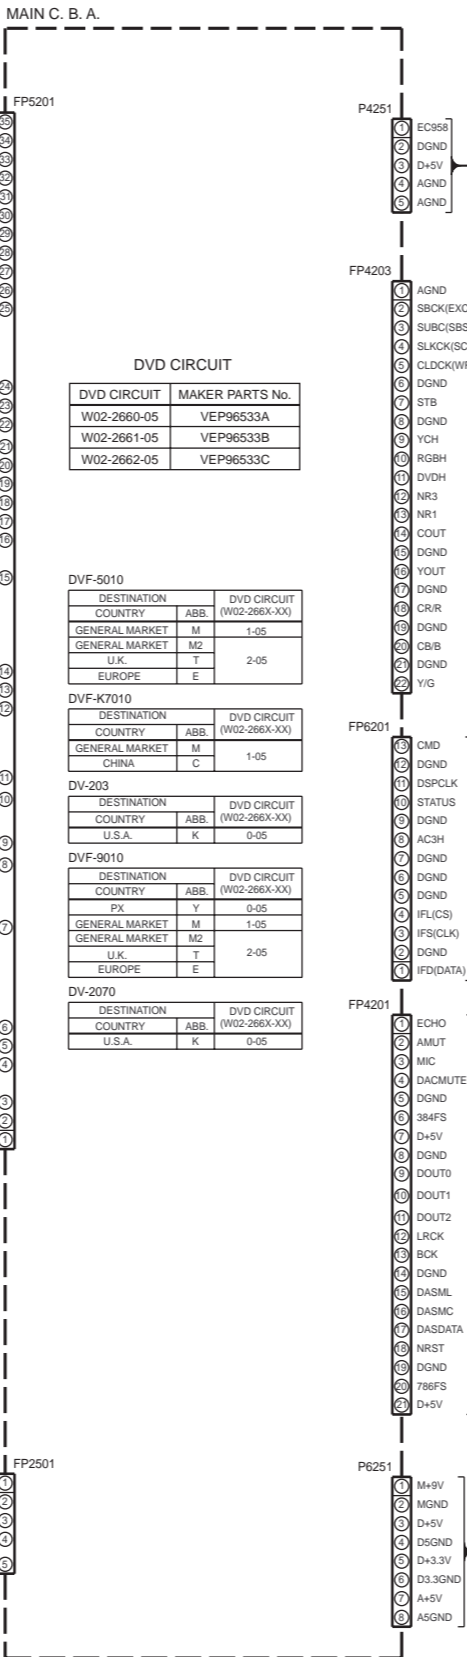 MAIN C. B. A.
FP5201
35
34
33
32
31
30
29
28
27
26
25
24
23
22
21
20
19
18
17
16
15
14
13
12
11
10
9
8
7
6
5
4
3
2
1
FP2501
1
2
3
4
5
DVD CIRCUIT
DVD CIRCUIT MAKER PARTS No.
W02-2660-05 VEP96533A
W02-2661-05 VEP96533B
W02-2662-05 VEP96533C
DVF-5010
DESTINATION DVD CIRCUIT
COUNTRY ABB. (W02-266X-XX)
GENERAL MARKET M 1-05
GENERAL MARKET M2
U.K. T 2-05
EUROPE E
DVF-K7010
DESTINATION DVD CIRCUIT
COUNTRY ABB. (W02-266X-XX)
GENERAL MARKET M 1-05
CHINA C
DV-203
DESTINATION DVD CIRCUIT
COUNTRY ABB. (W02-266X-XX)
U.S.A. K 0-05
DVF-9010
DESTINATION DVD CIRCUIT
COUNTRY ABB. (W02-266X-XX)
PX Y 0-05
GENERAL MARKET M 1-05
GENERAL MARKET M2
U.K. T 2-05
EUROPE E
DV-2070
DESTINATION DVD CIRCUIT
COUNTRY ABB. (W02-266X-XX)
U.S.A. K 0-05
P4251
1 EC958
2 DGND
3 D+5V
4 AGND
5 AGND
FP4203
1 AGND
2 SBCK(EXC
3 SUBC(SBS
4 SLKCK(SC
5 CLDCK(WF
6 DGND
7 STB
8 DGND
9 YCH
10 RGBH
11 DVDH
12 NR3
13 NR1
14 COUT
15 DGND
16 YOUT
17 DGND
18 CR/R
19 DGND
20 CB/B
21 DGND
22 Y/G
FP6201
13 CMD
12 DGND
11 DSPCLK
10 STATUS
9 DGND
8 AC3H
7 DGND
6 DGND
5 DGND
4 IFL(CS)
3 IFS(CLK)
2 DGND
1 IFD(DATA)
FP4201
1 ECHO
2 AMUT
3 MIC
4 DACMUTE
5 DGND
6 384FS
7 D+5V
8 DGND
9 DOUT0
10 DOUT1
11 DOUT2
12 LRCK
13 BCK
14 DGND
15 DASML
16 DASMC
17 DASDATA
18 NRST
19 DGND
20 786FS
21 D+5V
P6251
1 M+9V
2 MGND
3 D+5V
4 D5GND
5 D+3.3V
6 D3.3GND
7 A+5V
8 A5GND